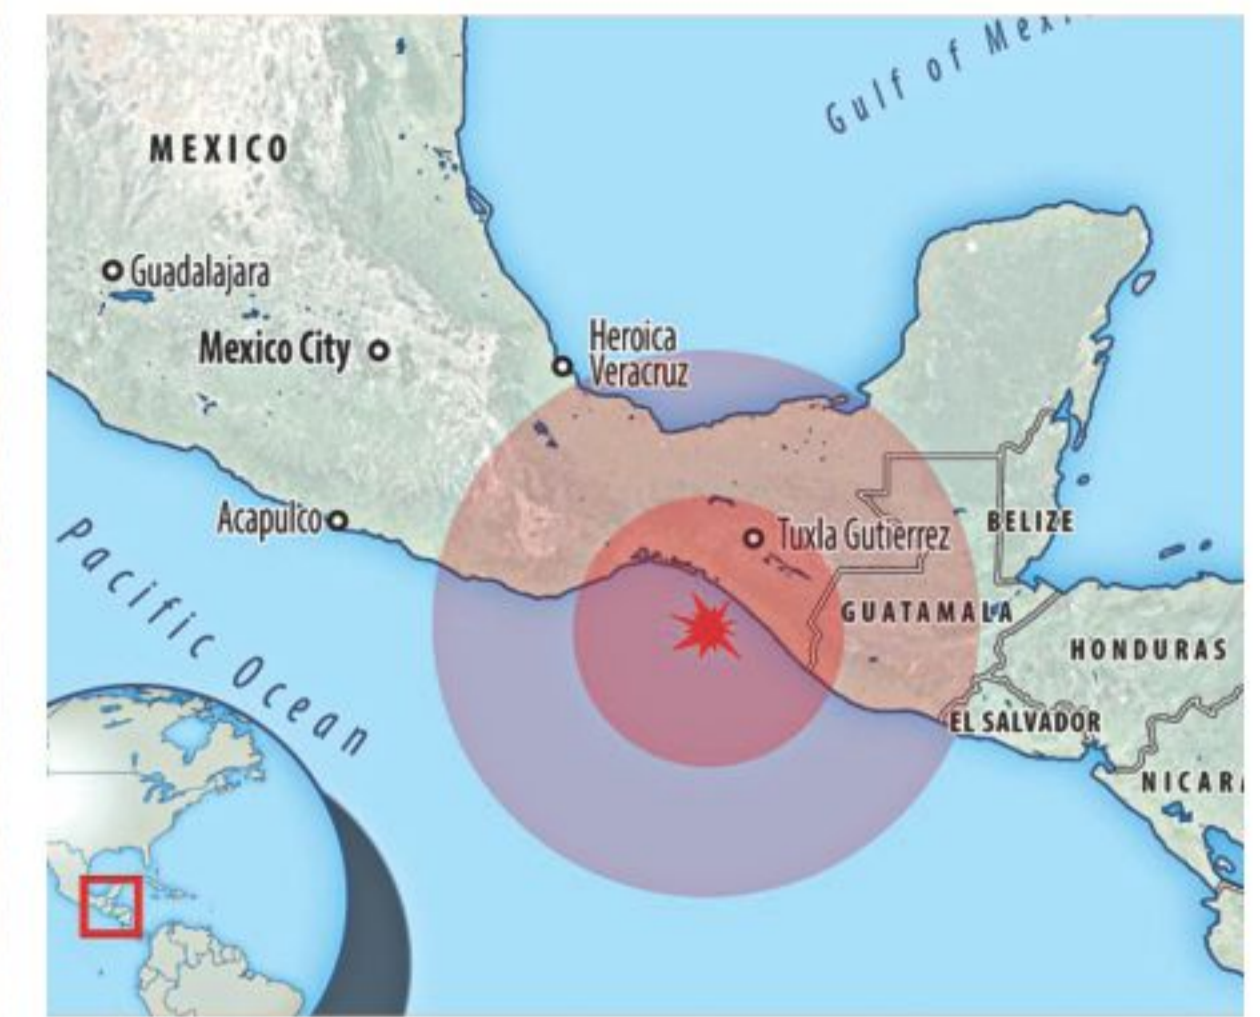 Gulf of Mexi
MEXICO
Guadalajara
Mexico City
Heroica
Veracruz
Acapulco
Tuxla Gutierrez
BELIZE
Pacific Ocean
GUATAMALA
HONDURAS
EL SALVADOR
NICAR